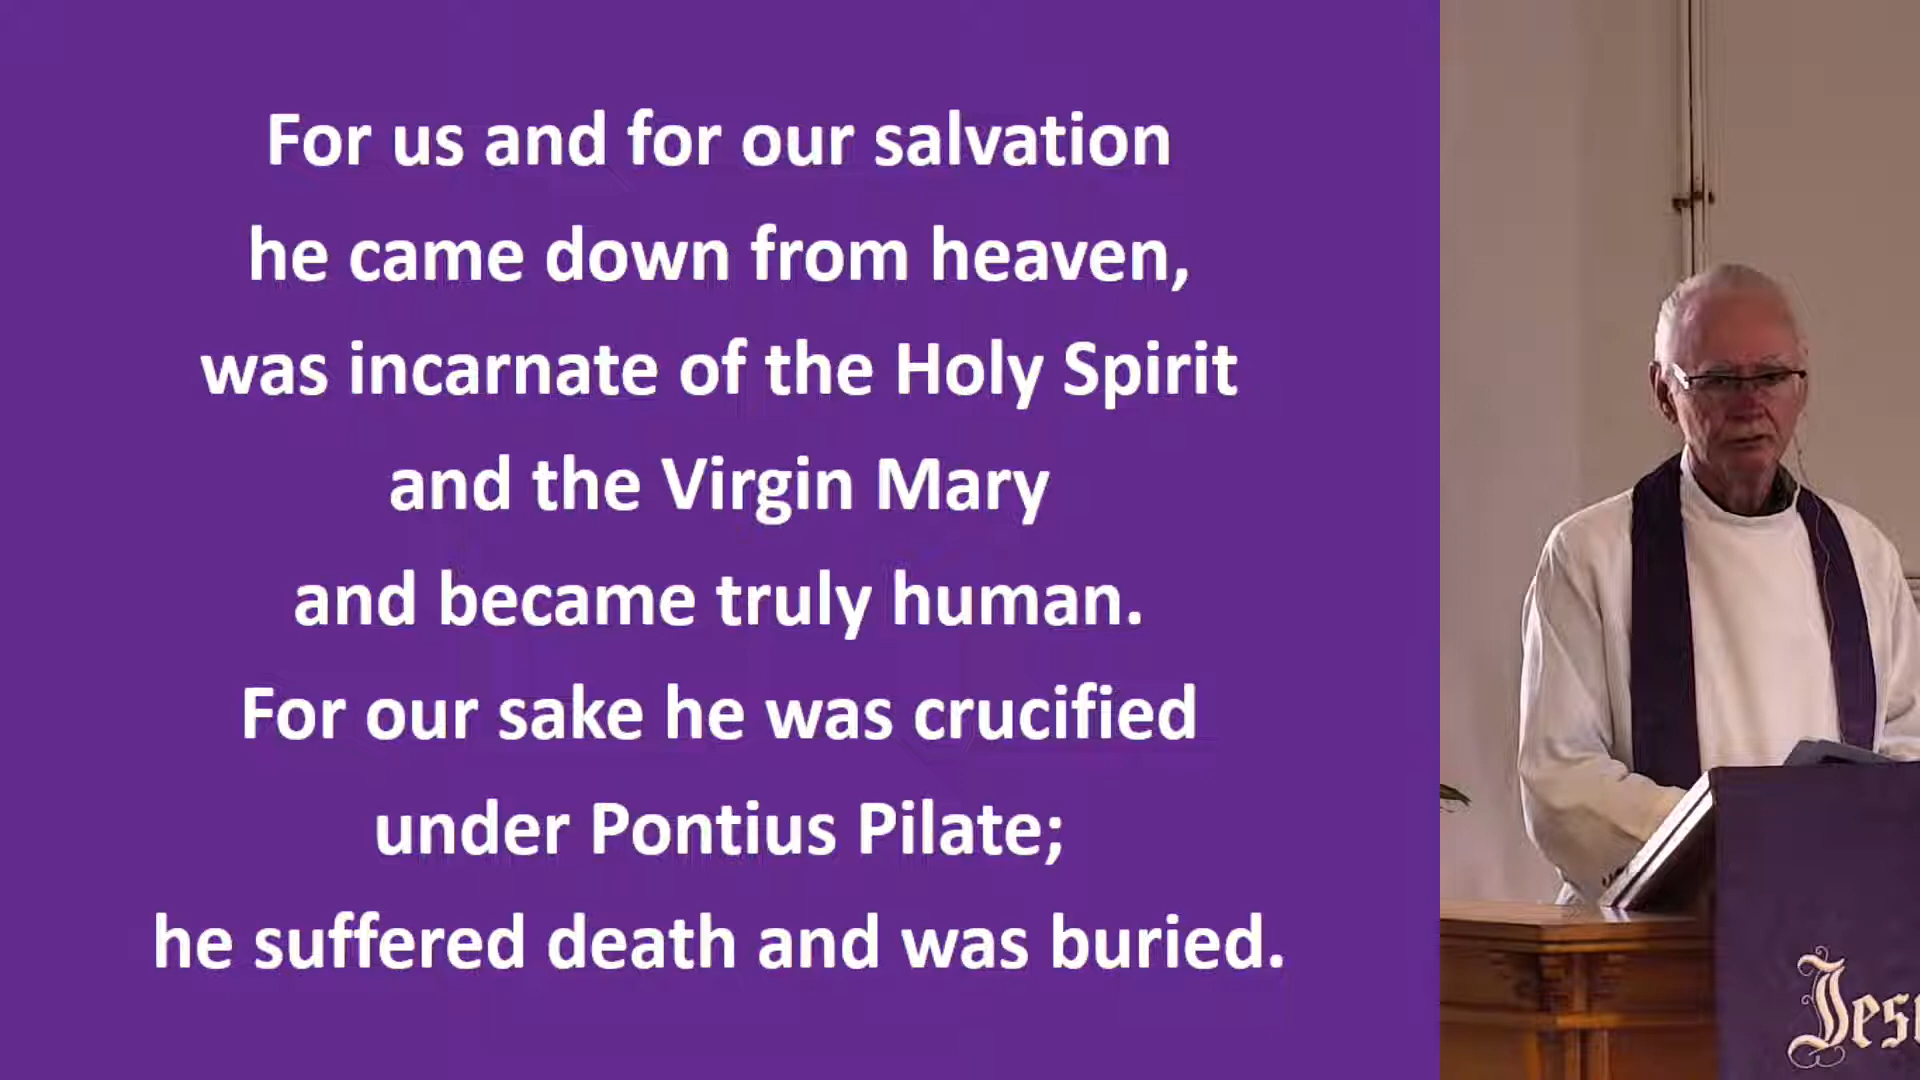 For us and for our salvation
he came down from heaven,
was incarnate of the Holy Spirit
and the Virgin Mary
and became truly human.
For our sake he was crucified
under Pontius Pilate;
he suffered death and was buried.